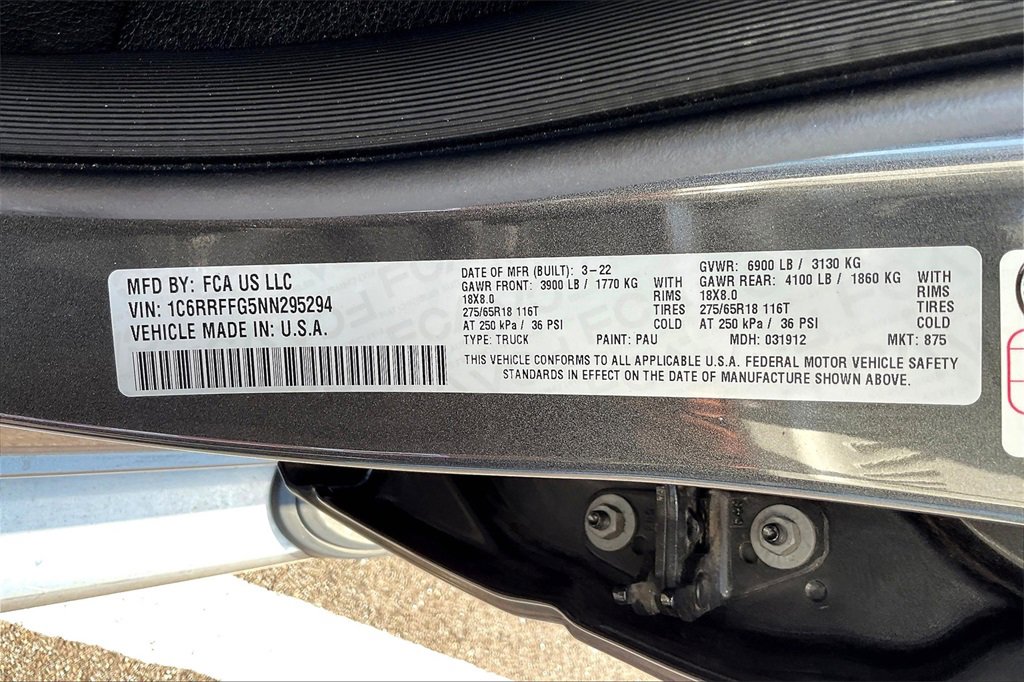 MFD BY: FCA US LLC
VIN: 1C6RRFFG5NN295294
VEHICLE MADE IN: U.S.A.
DATE OF MFR (BUILT): 3-22
GAWR FRONT: 3900 LB / 1770 KG WITH
18X8.0 RIMS
275/65R18 116T TIRES
AT 250 kPa / 36 PSI COLD
GVWR: 6900 LB / 3130 KG
GAWR REAR: 4100 LB / 1860 KG WITH
18X8.0 RIMS
275/65R18 116T TIRES
AT 250 kPa / 36 PSI COLD
TYPE: TRUCK PAINT: PAU MDH: 031912 MKT: 875
THIS VEHICLE CONFORMS TO ALL APPLICABLE U.S.A. FEDERAL MOTOR VEHICLE SAFETY
STANDARDS IN EFFECT ON THE DATE OF MANUFACTURE SHOWN ABOVE.